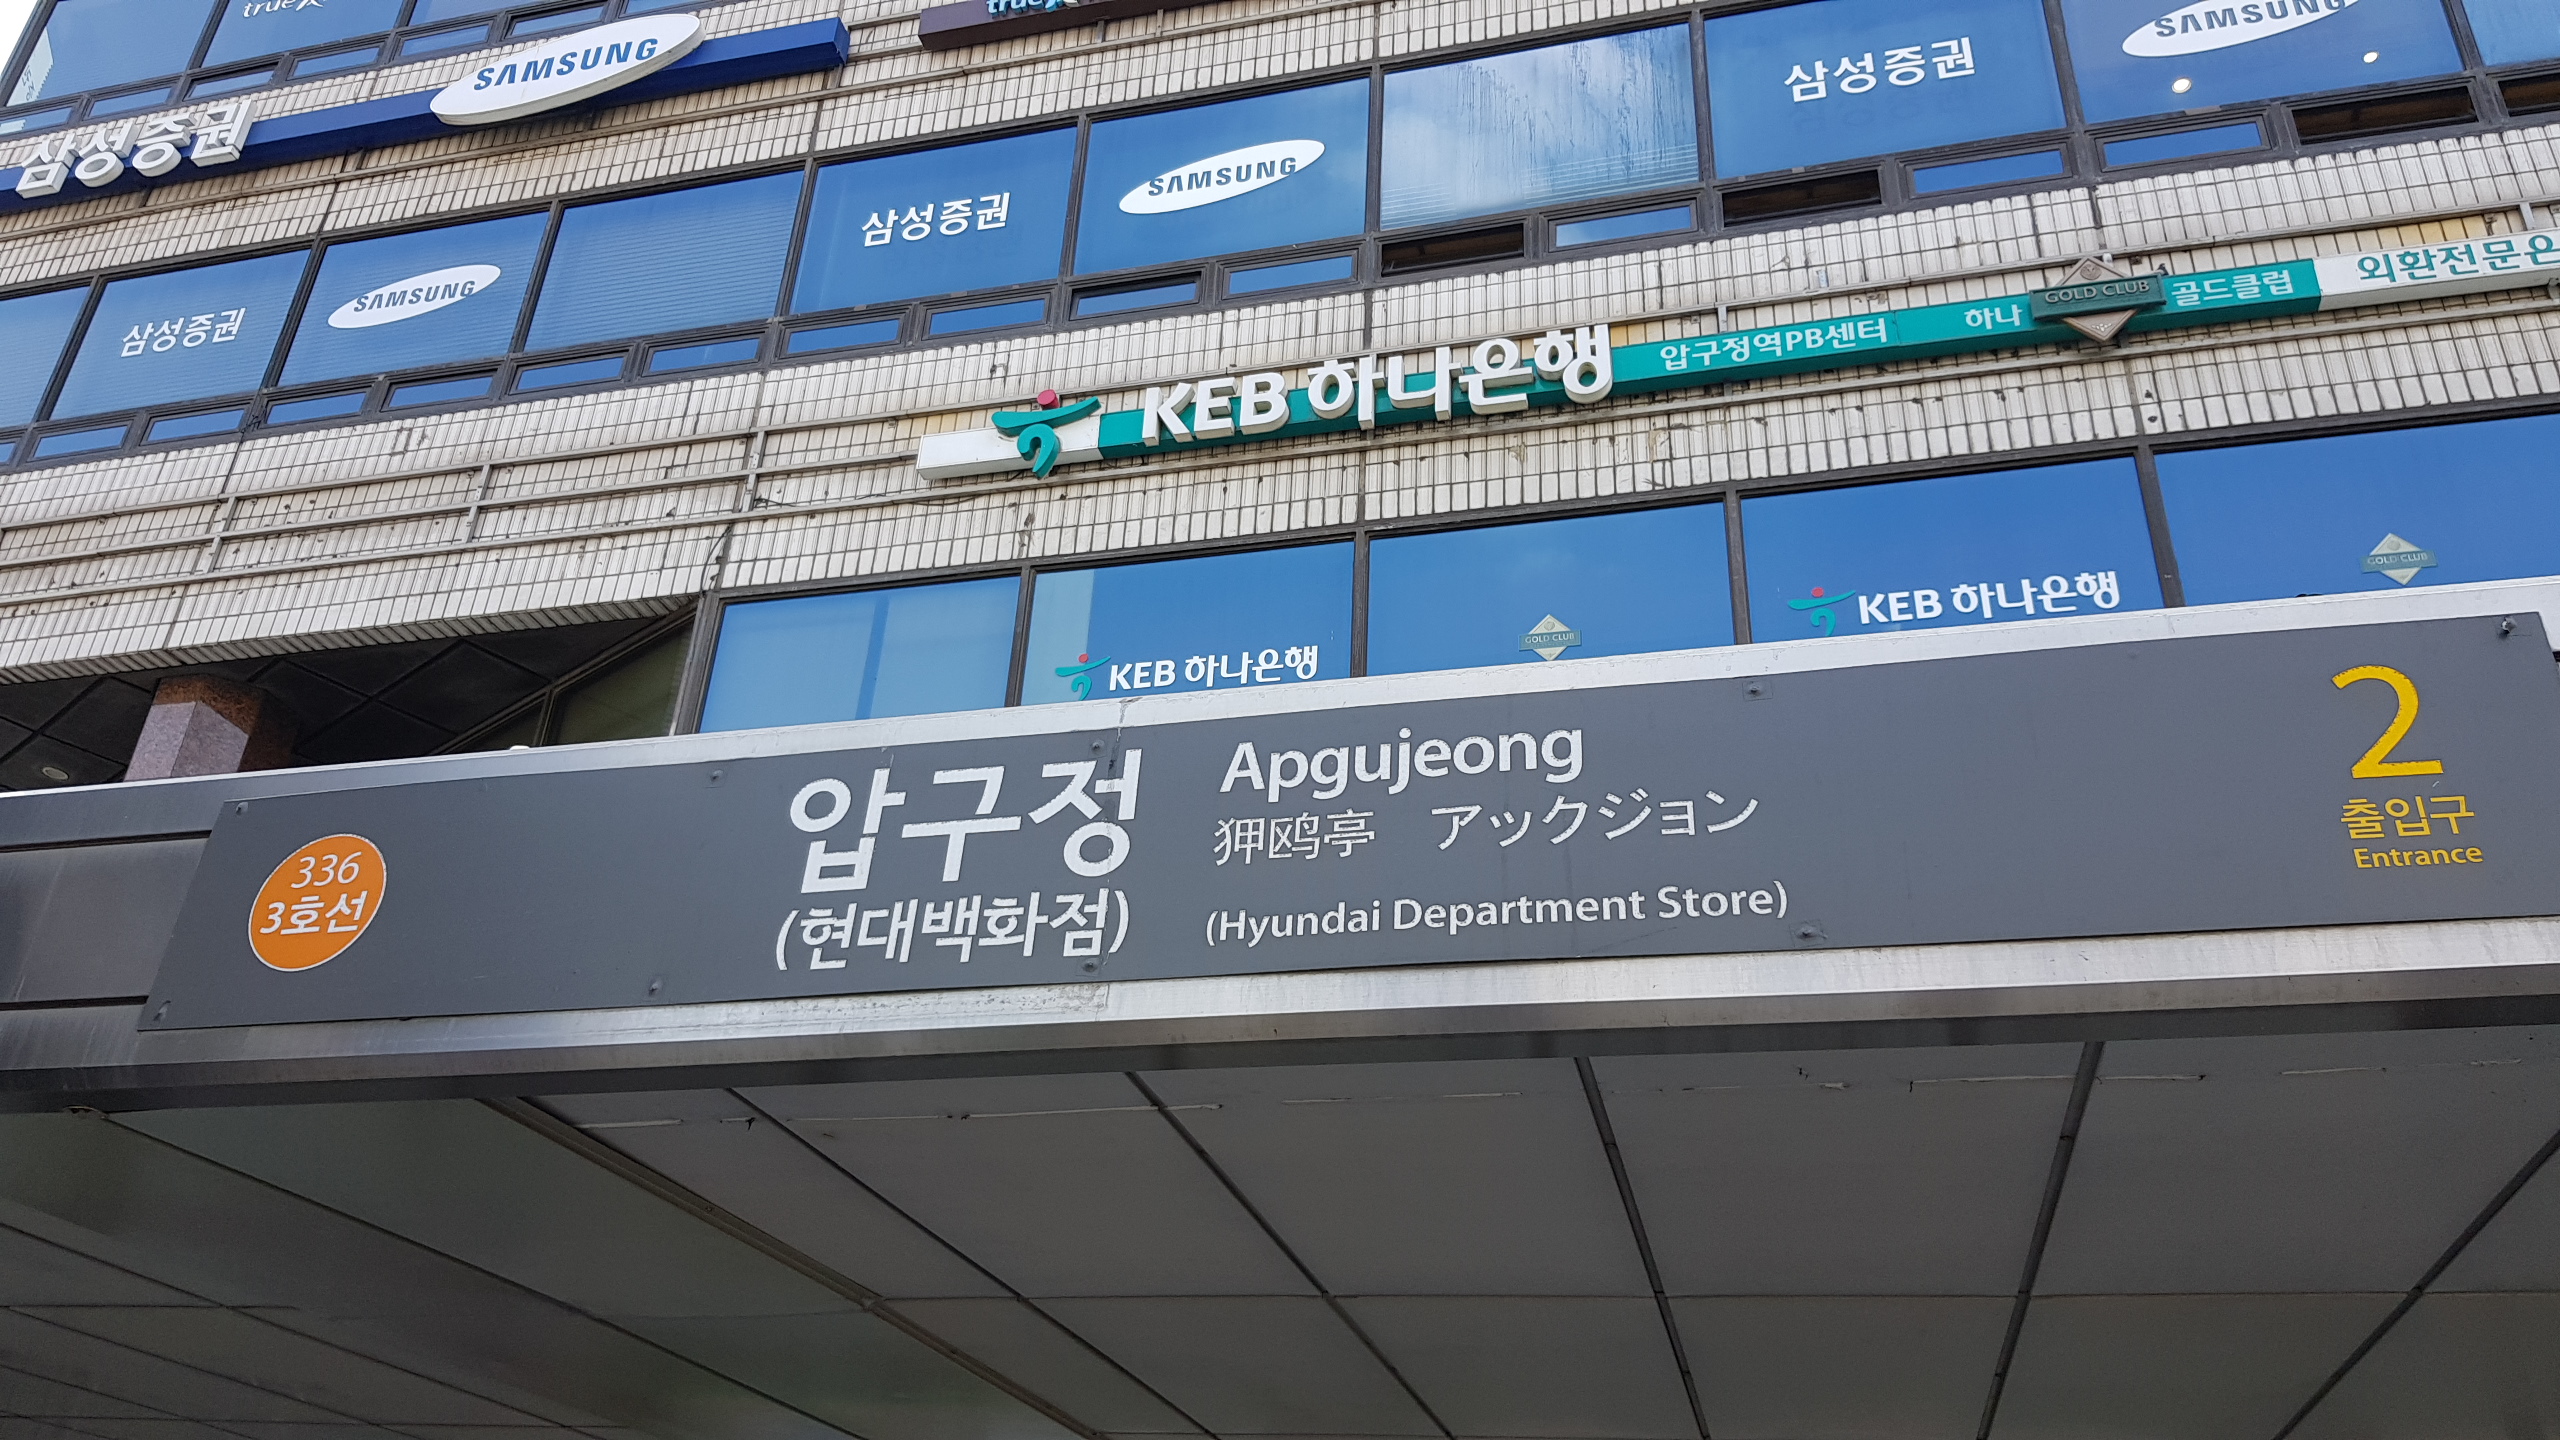 SAMSUNG
삼성증권
삼성증권
SAMSUNG
삼성증권
SAMSUNG
삼성증권
SAMSUNG
KEB 하나은행 압구정역PB센터 하나 GOLD CLUB 골드클럽 외환전문은
KEB 하나은행
GOLD CLUB
KEB 하나은행
GOLD CLUB
336
3호선
압구정
(현대백화점)
Apgujeong
狎鸥亭 アックジョン
(Hyundai Department Store)
2
출입구
Entrance